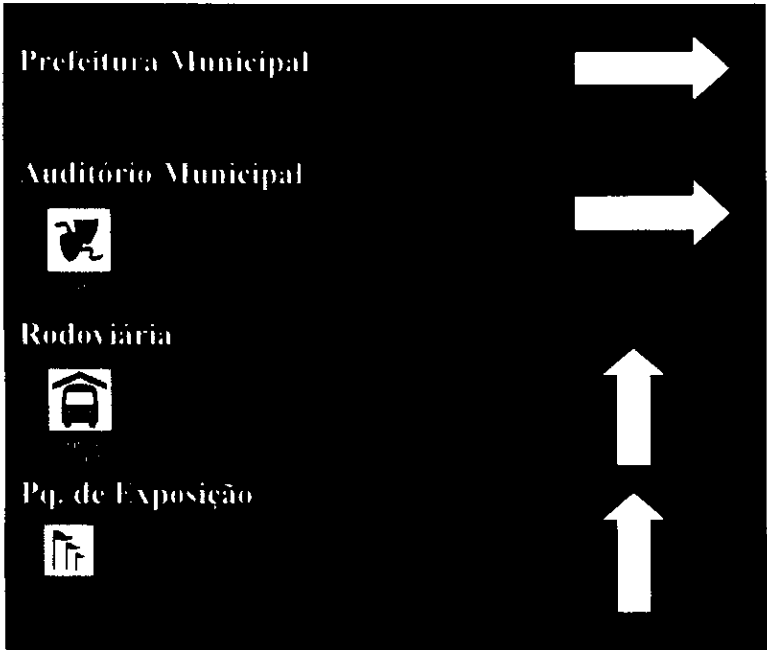 Prefeitura Municipal
Auditório Municipal
Rodoviária
Pq. de Exposição